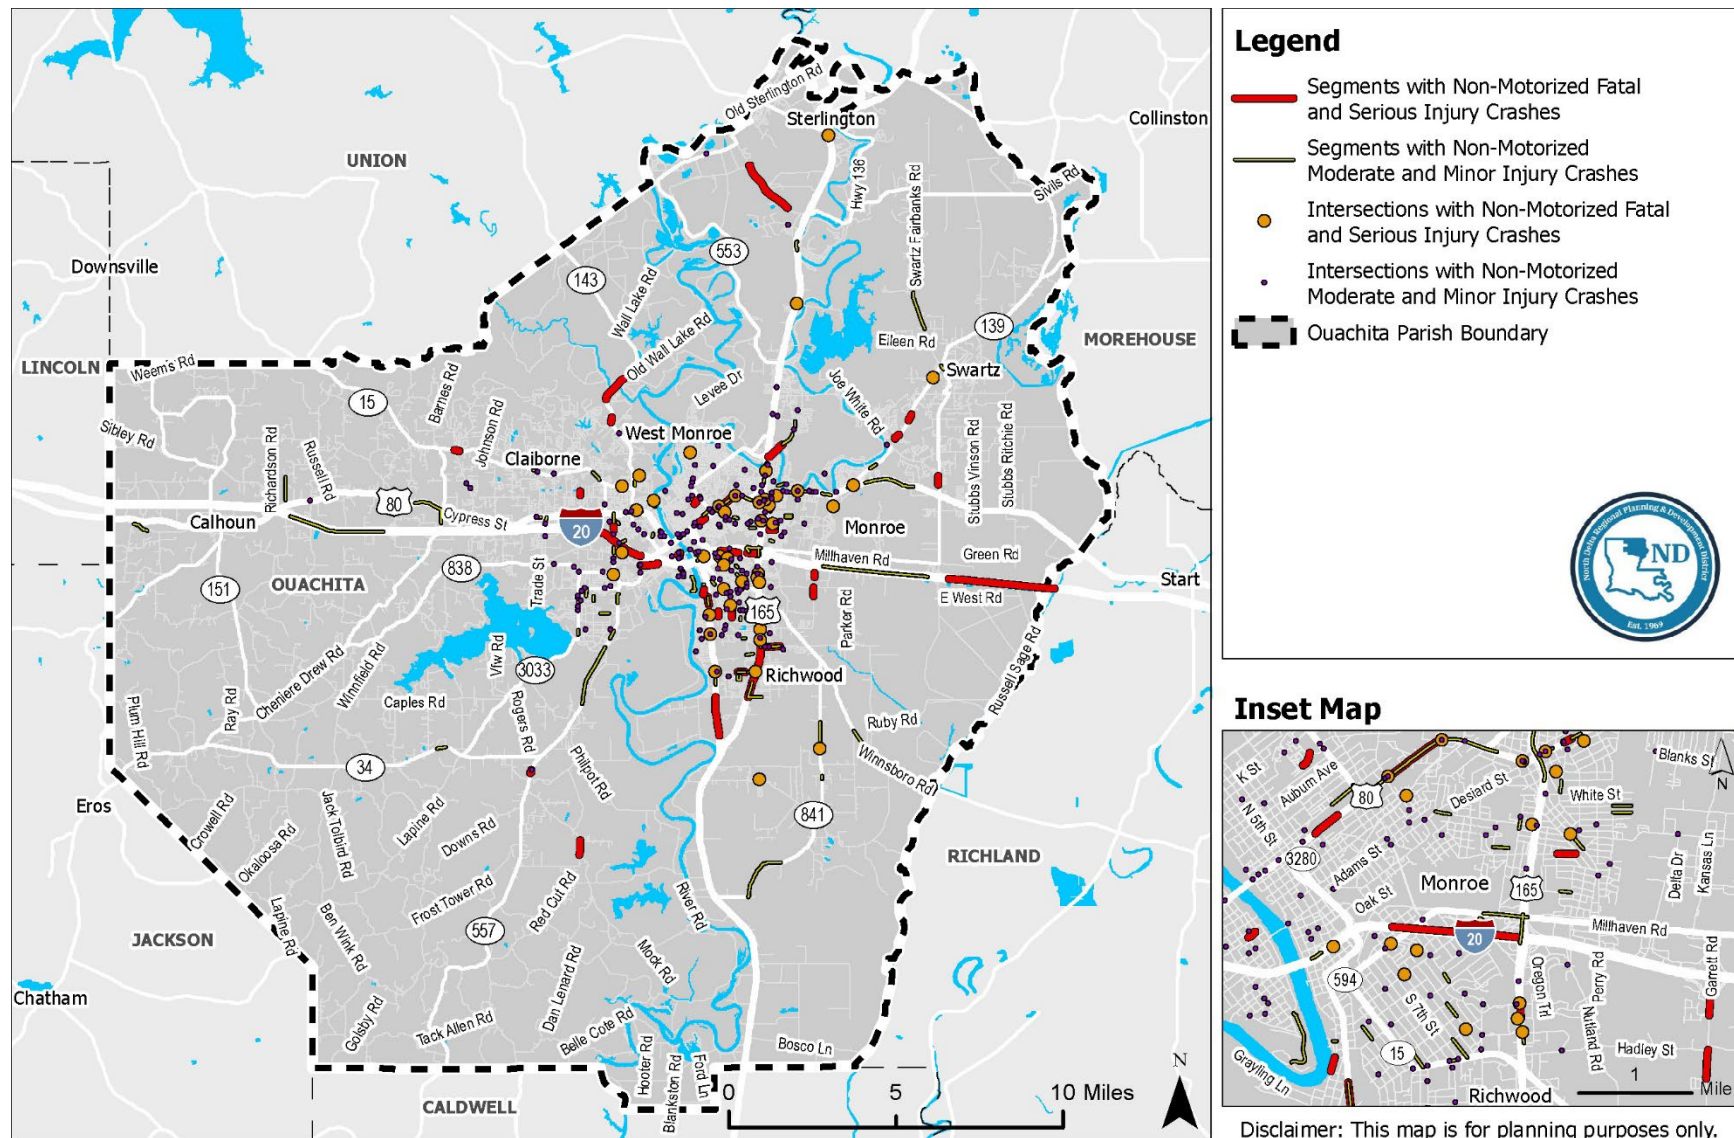 Old Sterlington Rd
Sterlington
Collinston
UNION
Hwy 136
Swartz Fairbanks Rd
Sivils Rd
553
Downsville
143
Wall Lake Rd
139
MOREHOUSE
Old Wall Lake Rd
Eileen Rd
LINCOLN
Weems Rd
Swartz
Levee Dr
Joe White Rd
Barnes Rd
15
Johnson Rd
Sibley Rd
West Monroe
Stubbs Vinson Rd
Stubbs Ritchie Rd
Richardson Rd
Russell Rd
Claiborne
80
Cypress St
Calhoun
20
Monroe
Millhaven Rd
Green Rd
Start
838
Trade St
OUACHITA
151
E West Rd
165
Parker Rd
Vfw Rd
3033
Richwood
Russell Sage Rd
Cheniere Drew Rd
Winnfield Rd
Ray Rd
Caples Rd
Rogers Rd
Plum Hill Rd
Ruby Rd
Winnsboro Rd
34
Philpot Rd
Eros
Crowell Rd
Jack Tolbird Rd
Lapine Rd
Downs Rd
841
Okaloosa Rd
RICHLAND
Frost Tower Rd
Red Cut Rd
River Rd
Lapine Rd
Ben Wink Rd
557
JACKSON
Mock Rd
Dan Lenard Rd
Chatham
Golsby Rd
Tack Allen Rd
Belle Cote Rd
Bosco Ln
Hooter Rd
Blankston Rd
Ford Ln
CALDWELL
0 5 10 Miles
N
Legend
Segments with Non-Motorized Fatal
and Serious Injury Crashes
Segments with Non-Motorized
Moderate and Minor Injury Crashes
Intersections with Non-Motorized Fatal
and Serious Injury Crashes
Intersections with Non-Motorized
Moderate and Minor Injury Crashes
Ouachita Parish Boundary
North Delta Regional Planning & Development District
ND
Est. 1969
Inset Map
K St
Auburn Ave
Blanks St
N
80
Desiard St
White St
N 5th St
3280
Adams St
Monroe
165
Delta Dr
Kansas Ln
Oak St
20
Millhaven Rd
594
Oregon Trl
Perry Rd
Garrett Rd
S 7th St
Nutland Rd
15
Hadley St
Grayling Ln
1
Mile
Richwood
Disclaimer: This map is for planning purposes only.